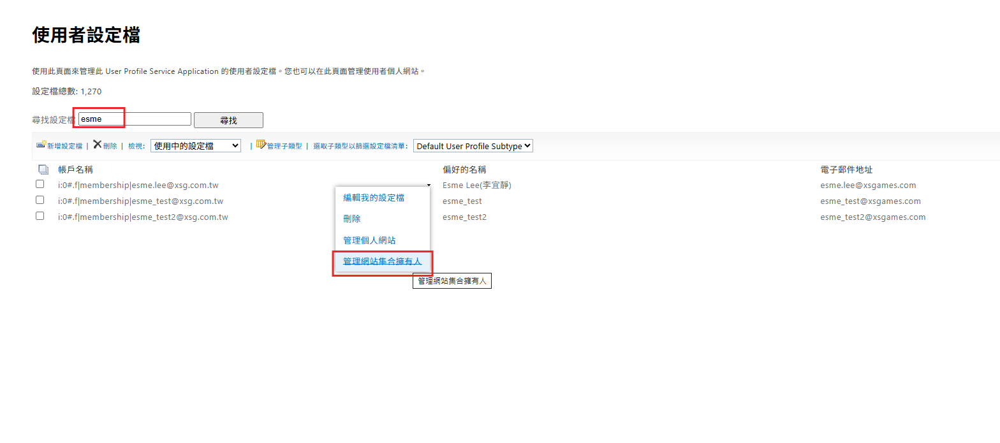 使用者設定檔
使用此頁面來管理此 User Profile Service Application 的使用者設定檔。您也可以在此頁面管理使用者個人網站。
設定檔總數: 1,270
尋找設定檔 esme 尋找
新增設定檔 | 刪除 | 檢視: 使用中的設定檔 | 管理子類型 | 選取子類型以篩選設定檔清單: Default User Profile Subtype
帳戶名稱 偏好的名稱 電子郵件地址
i:0#.f|membership|esme.lee@xsg.com.tw Esme Lee(李宜靜) esme.lee@xsgames.com
i:0#.f|membership|esme_test@xsg.com.tw esme_test esme_test@xsgames.com
i:0#.f|membership|esme_test2@xsg.com.tw esme_test2 esme_test2@xsgames.com
編輯我的設定檔
刪除
管理個人網站
管理網站集合擁有人
管理網站集合擁有人